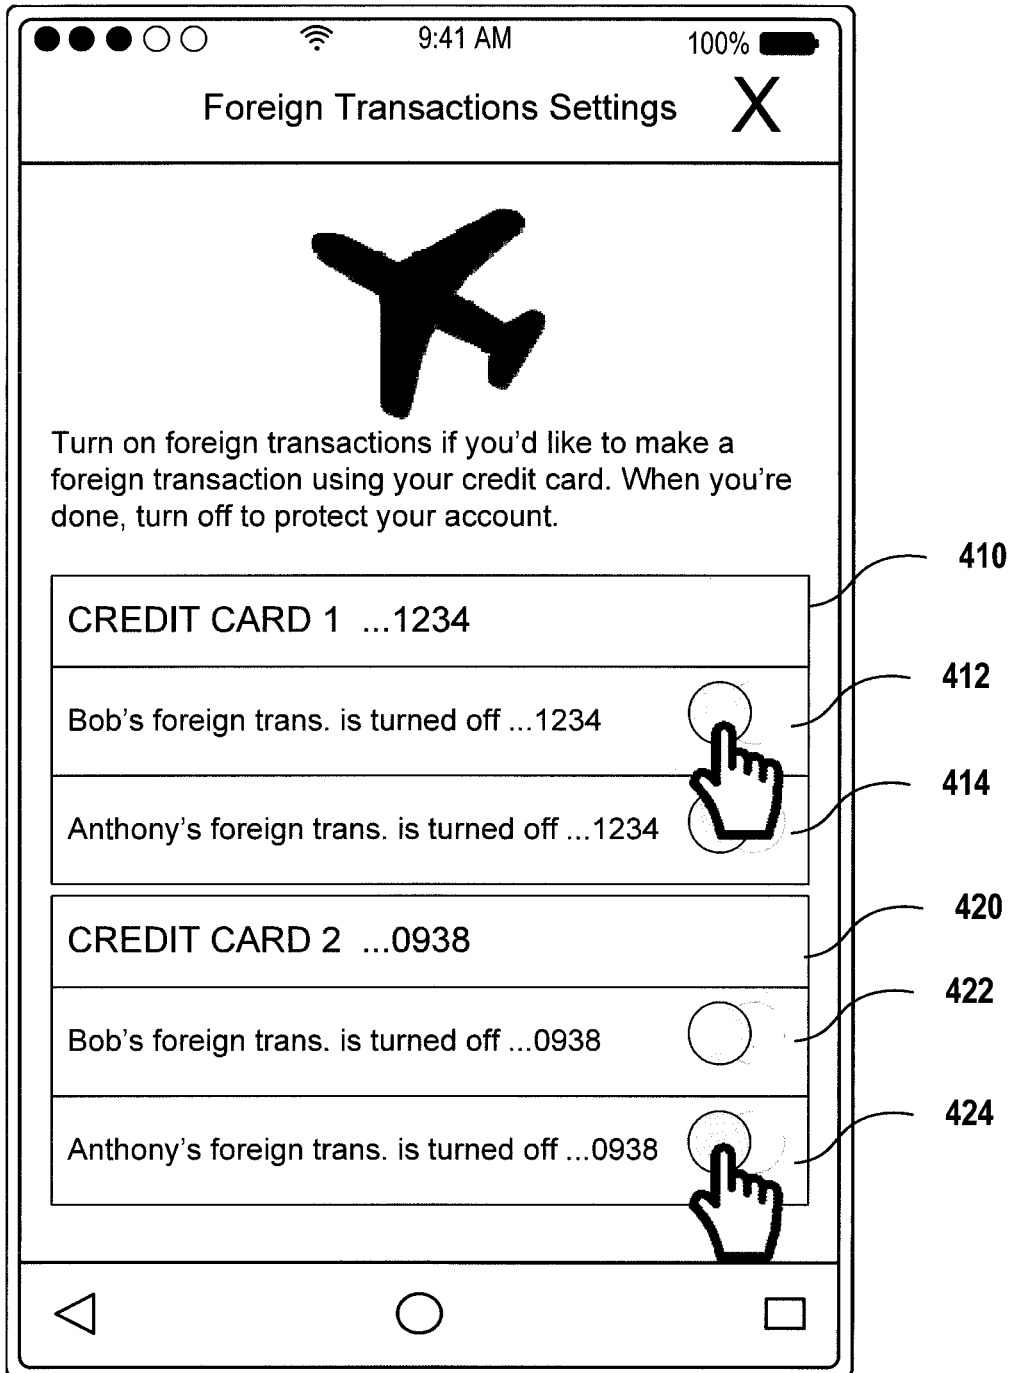 9:41 AM
100%
Foreign Transactions Settings X
Turn on foreign transactions if you'd like to make a
foreign transaction using your credit card. When you're
done, turn off to protect your account.
410
CREDIT CARD 1 ...1234
412
Bob's foreign trans. is turned off ...1234
414
Anthony's foreign trans. is turned off ...1234
420
CREDIT CARD 2 ...0938
422
Bob's foreign trans. is turned off ...0938
424
Anthony's foreign trans. is turned off ...0938